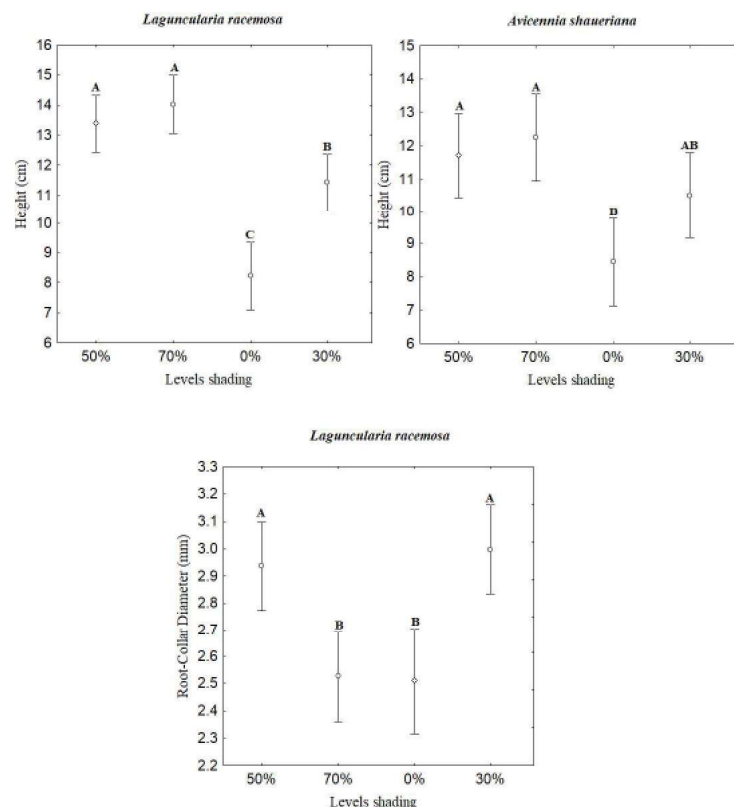 Laguncularia racemosa
16
15
14
13
12
11
10
9
8
7
6
Height (cm)
A
A
C
B
50% 70% 0% 30%
Levels shading
Avicennia shaueriana
15
14
13
12
11
10
9
8
7
6
Height (cm)
A
A
B
AB
50% 70% 0% 30%
Levels shading
Laguncularia racemosa
3.3
3.2
3.1
3.0
2.9
2.8
2.7
2.6
2.5
2.4
2.3
2.2
Root-Collar Diameter (mm)
A
B
B
A
50% 70% 0% 30%
Levels shading